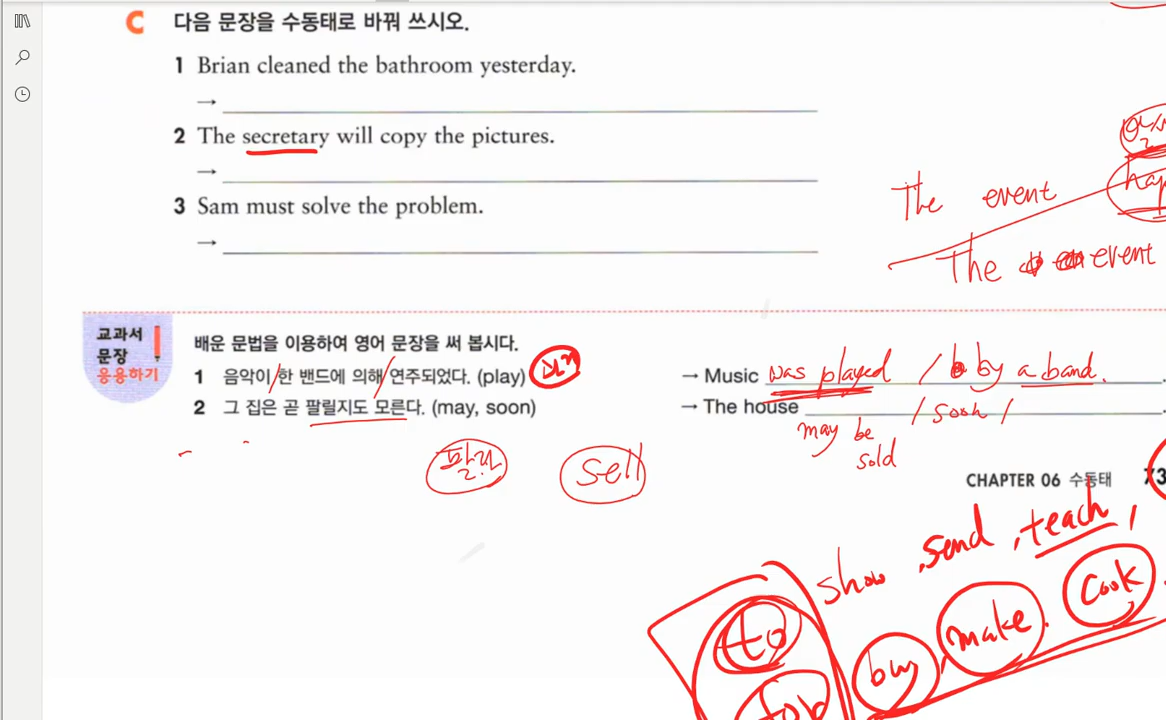 C 다음 문장을 수동태로 바꿔 쓰시오.
1 Brian cleaned the bathroom yesterday.
→
2 The secretary will copy the pictures.
→
3 Sam must solve the problem.
→
The event
The event
교과서
문장
응용하기
배운 문법을 이용하여 영어 문장을 써 봅시다.
1 음악이/한 밴드에 의해/연주되었다. (play) → Music was played / by a band.
2 그 집은 곧 팔릴지도 모른다. (may, soon) → The house / soon /
may be
sold
sell
CHAPTER 06 수동태 73
show, send, teach,
to buy, make. cook